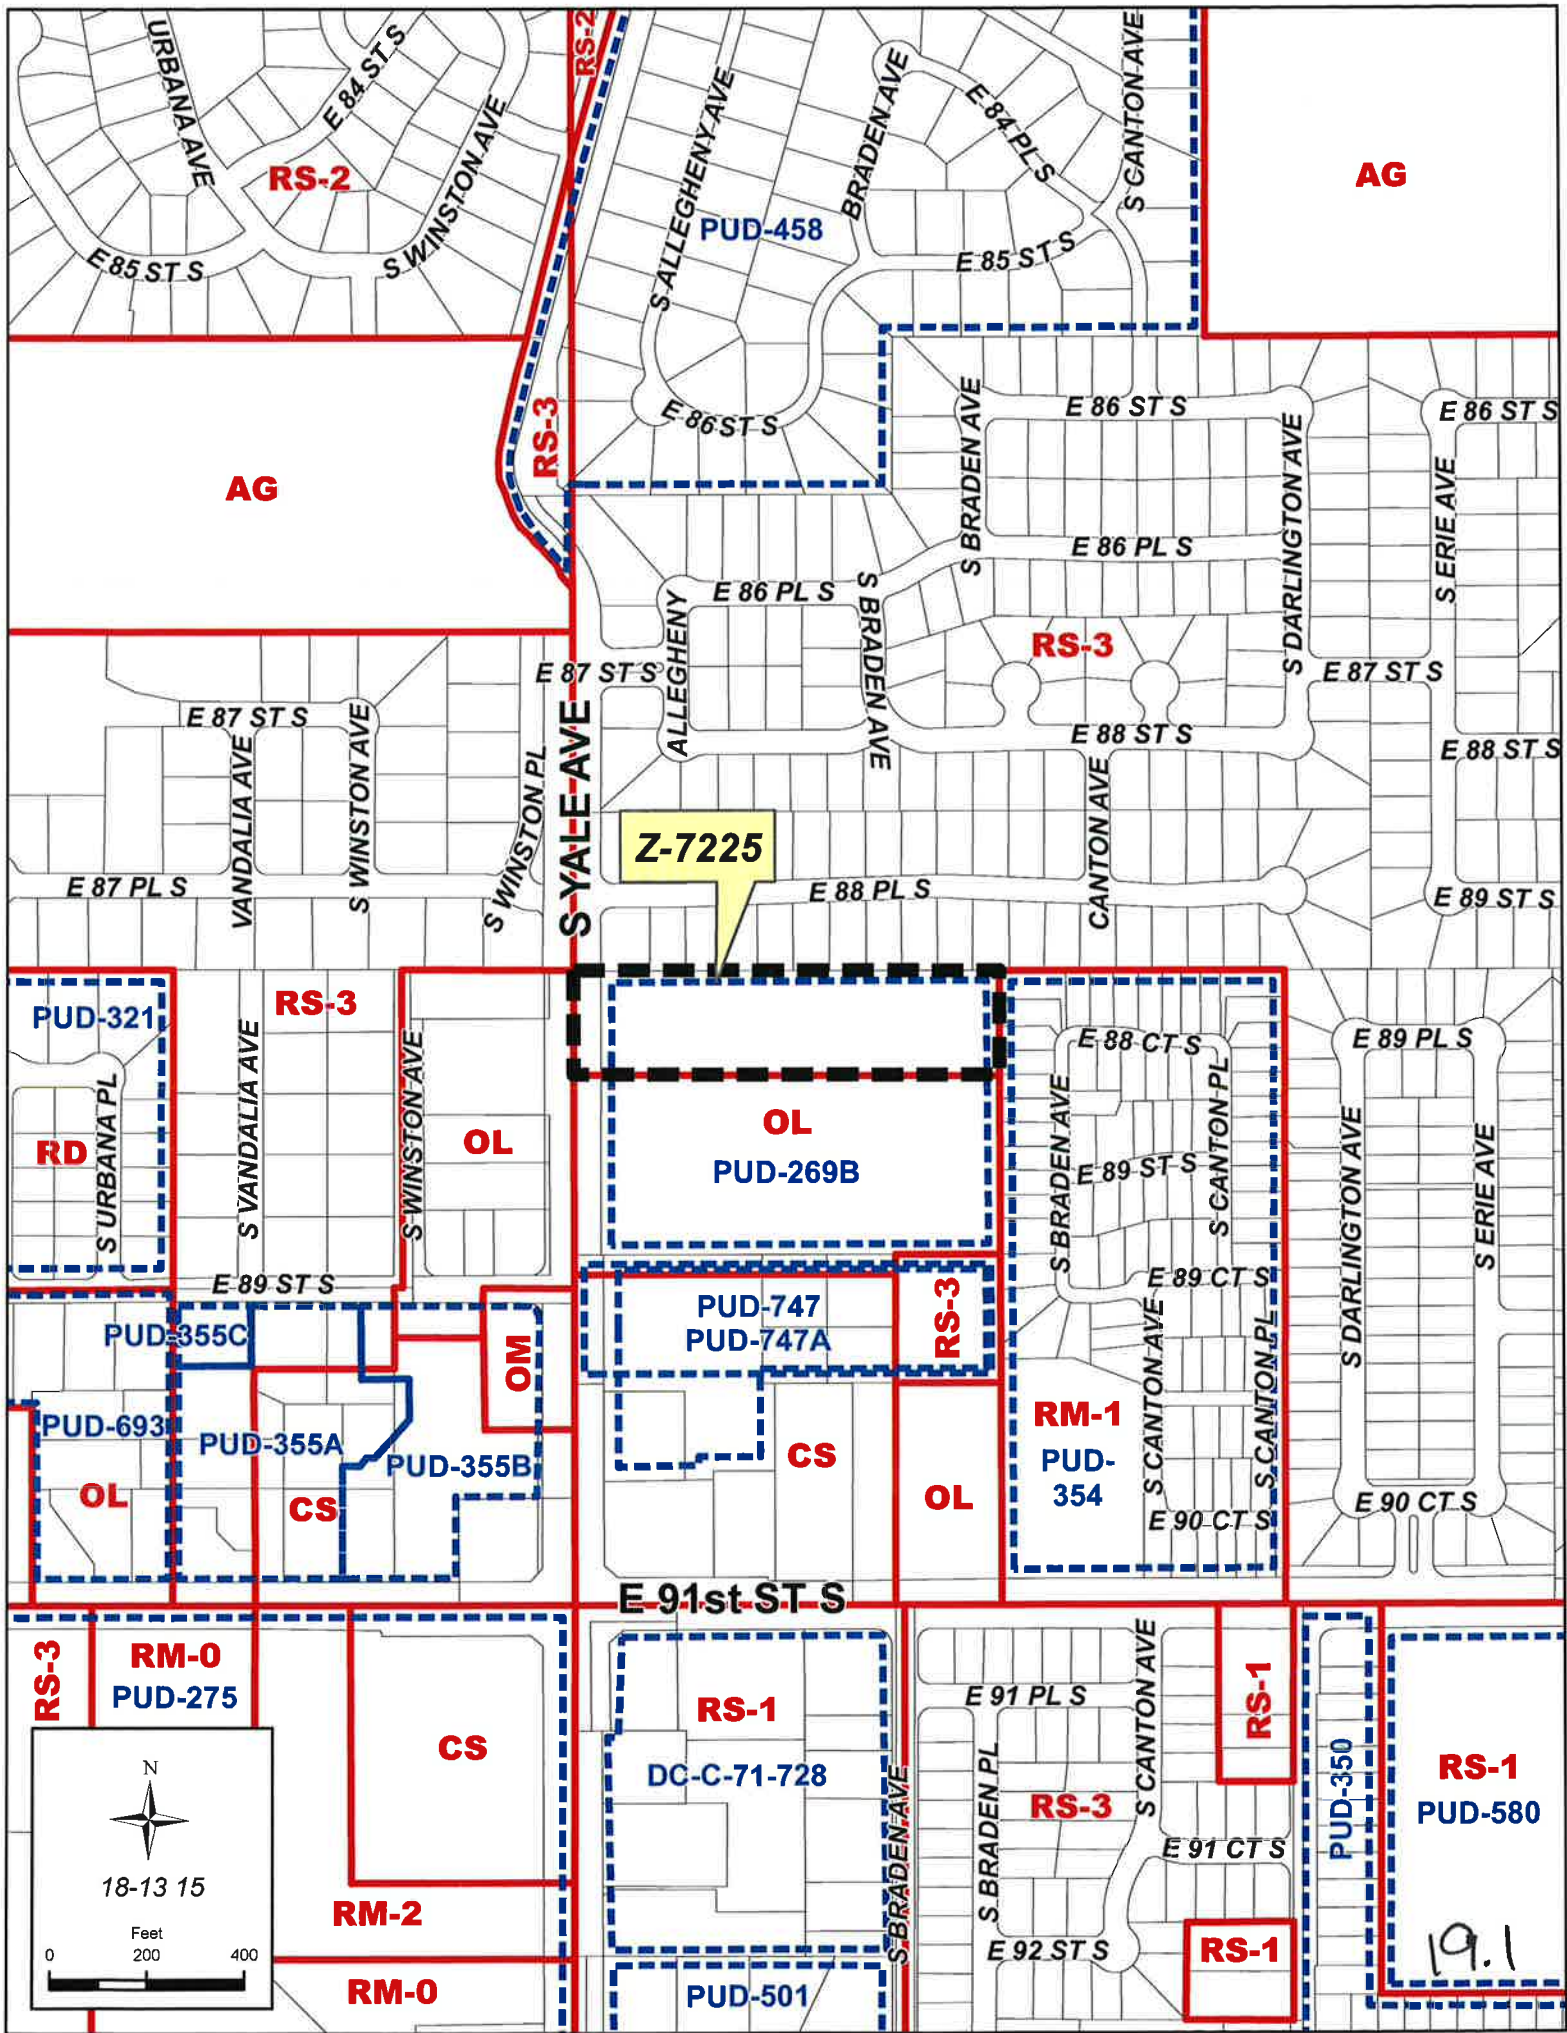 URBANA AVE
E 84 ST S
RS-2
S WINSTON AVE
E 85 ST S
RS-2
S ALLEGHENY AVE
BRADEN AVE
E 84 PL S
S CANTON AVE
PUD-458
E 85 ST S
AG
AG
RS-3
E 86 ST S
S BRADEN AVE
E 86 ST S
E 86 ST S
S DARLINGTON AVE
S ERIE AVE
E 86 PL S
E 86 PL S
S BRADEN AVE
ALLEGHENY
RS-3
E 87 ST S
E 87 ST S
E 87 ST S
VANDALIA AVE
S WINSTON AVE
S WINSTON PL
S YALE AVE
E 88 ST S
E 88 ST S
CANTON AVE
Z-7225
E 87 PL S
E 88 PL S
E 89 ST S
PUD-321
RS-3
S VANDALIA AVE
S WINSTON AVE
RD
S URBANA PL
OL
OL
PUD-269B
E 88 CT S
S BRADEN AVE
S CANTON PL
E 89 ST S
E 89 PL S
S DARLINGTON AVE
S ERIE AVE
E 89 ST S
E 89 CT S
PUD-355C
OM
PUD-747
PUD-747A
RS-3
S CANTON AVE
S CANTON PL
PUD-693
PUD-355A
PUD-355B
OL
CS
CS
OL
RM-1
PUD-
354
E 90 CT S
E 90 CT S
E 91st ST S
RS-3
RM-0
PUD-275
CS
RS-1
DC-C-71-728
S BRADEN AVE
E 91 PL S
S BRADEN PL
S CANTON AVE
RS-1
RS-3
E 91 CT S
PUD-350
RS-1
PUD-580
N
18-13 15
Feet
0 200 400
RM-2
RM-0
PUD-501
E 92 ST S
RS-1
19.1